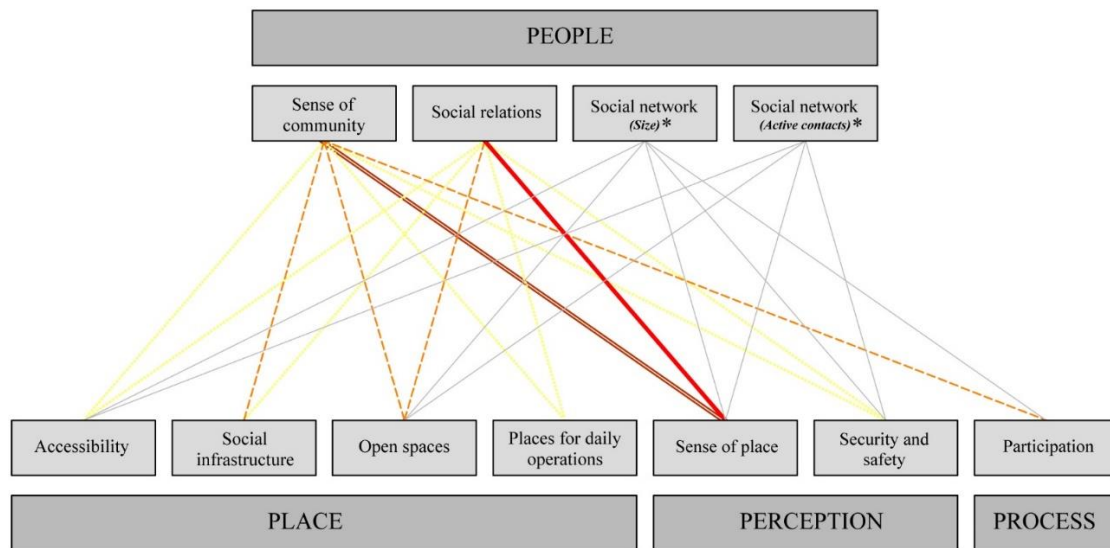 PEOPLE
Sense of
community
Social relations
Social network
(Size)*
Social network
(Active contacts)*
Accessibility
Social
infrastructure
Open spaces
Places for daily
operations
Sense of place
Security and
safety
Participation
PLACE
PERCEPTION
PROCESS